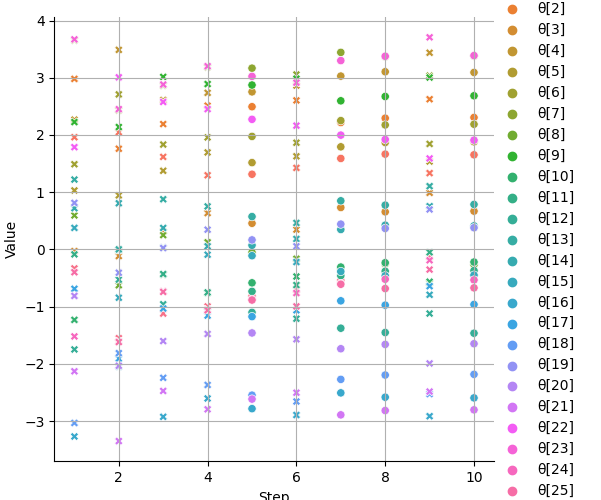 4
3
2
1
0
−1
−2
−3
Value
2
4
6
8
10
Step
θ[2]
θ[3]
θ[4]
θ[5]
θ[6]
θ[7]
θ[8]
θ[9]
θ[10]
θ[11]
θ[12]
θ[13]
θ[14]
θ[15]
θ[16]
θ[17]
θ[18]
θ[19]
θ[20]
θ[21]
θ[22]
θ[23]
θ[24]
θ[25]